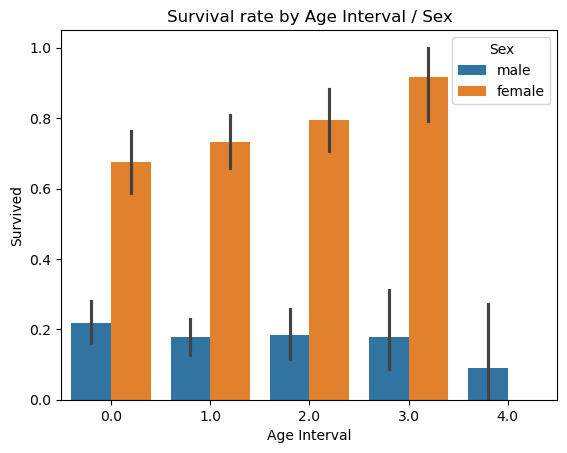 Survival rate by Age Interval / Sex
Sex
male
female
Survived
1.0
0.8
0.6
0.4
0.2
0.0
0.0 1.0 2.0 3.0 4.0
Age Interval